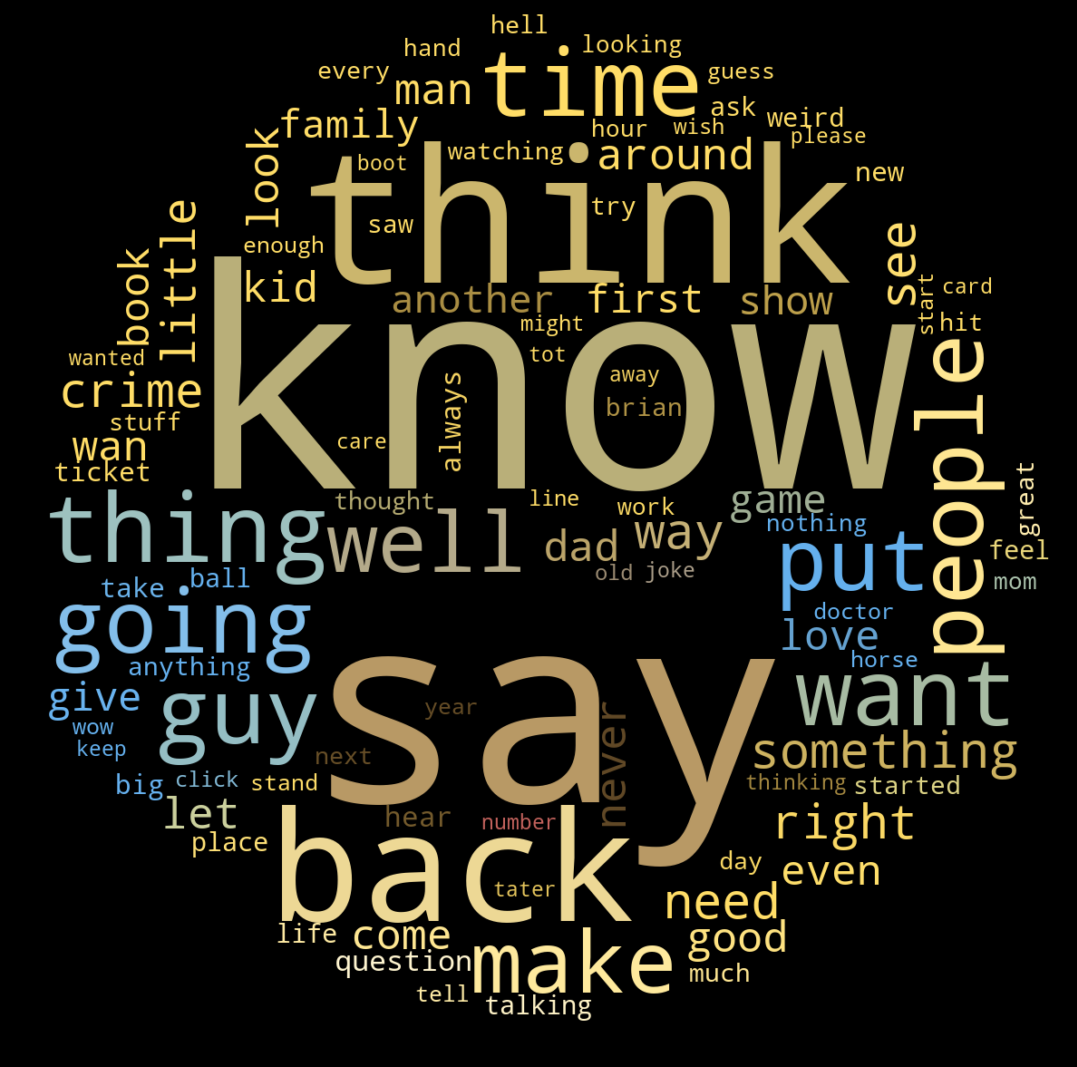 hell
hand
looking
time
every
guess
man
ask
family
hour
wish
weird
please
look
boot
watching
around
new
think
saw
try
little
enough
see
book
kid
another
first
show
start
card
might
hit
know
wanted
tot
away
people
crime
always
brian
stuff
wan
care
ticket
thing
thought
line
work
game
great
well
dad
way
nothing
put
feel
old
joke
mom
take
ball
going
doctor
love
anything
horse
say
give
guy
want
wow
year
keep
never
something
next
big
click
stand
thinking
started
let
hear
number
right
place
back
day
even
tater
need
life
come
good
question
make
much
tell
talking